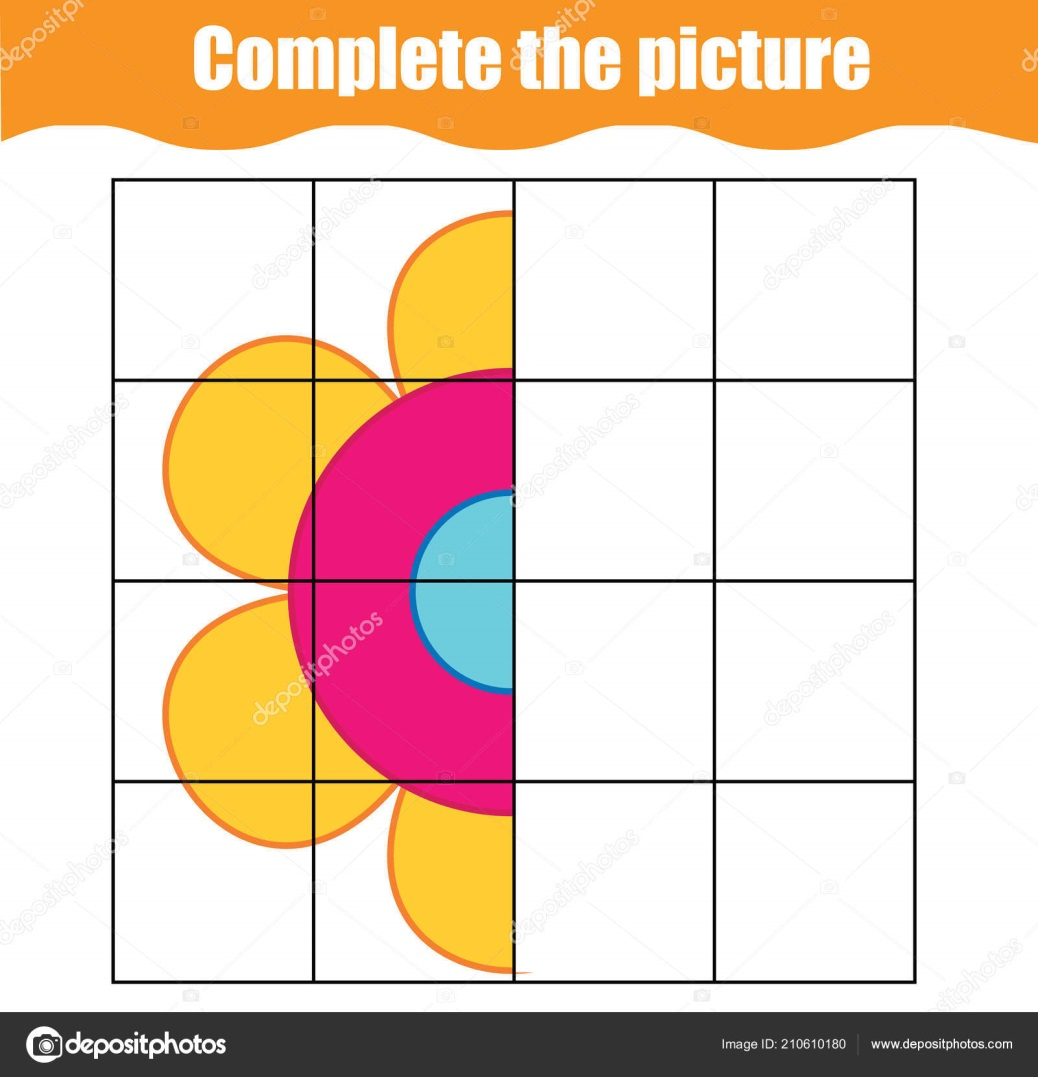 Complete the picture
depositphotos
Image ID: 210610180
www.depositphotos.com